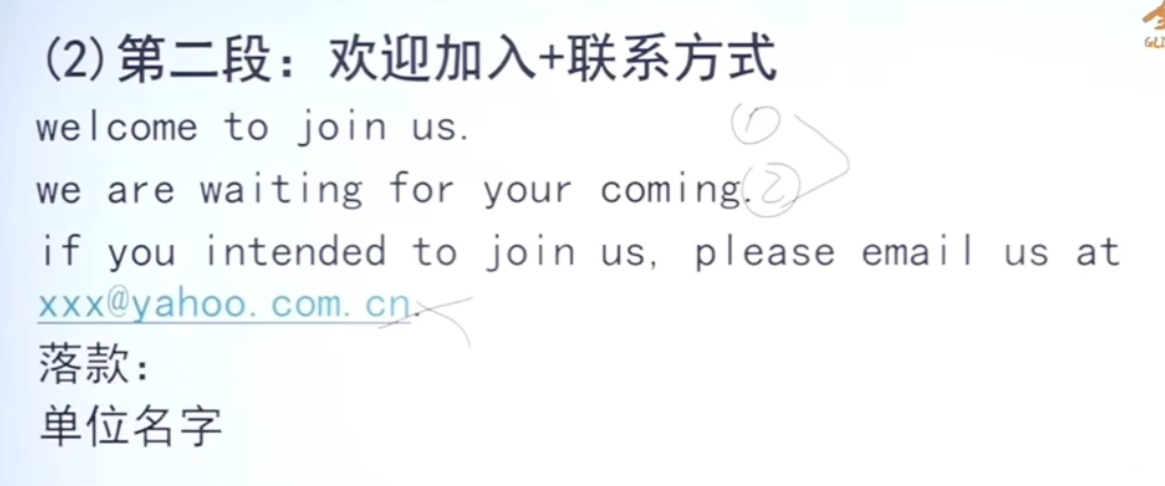 (2)第二段：欢迎加入+联系方式
welcome to join us. ①
we are waiting for your coming.②
if you intended to join us, please email us at
xxx@yahoo.com.cn.
落款：
单位名字